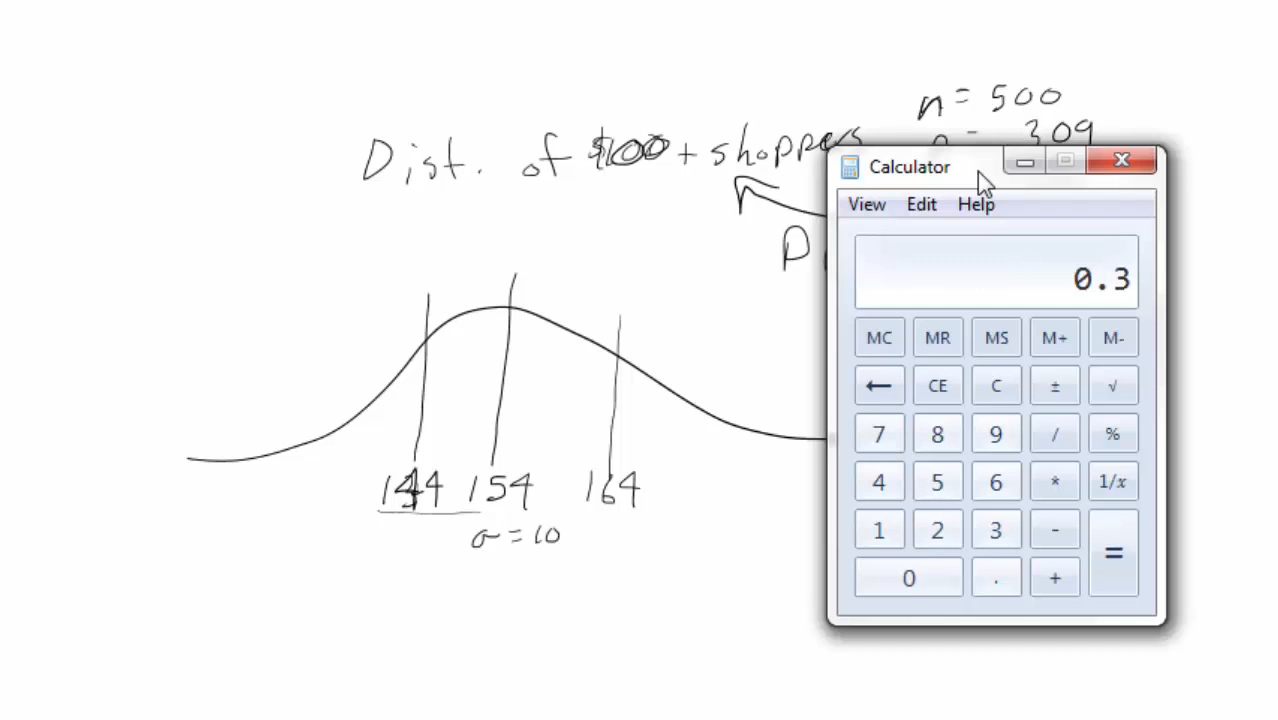 n = 500
Dist. of $100 + shoppers
.309
144 154 164
σ = 10
Calculator
View Edit Help
0.3
MC MR MS M+ M-
← CE C ± √
7 8 9 / %
4 5 6 * 1/x
1 2 3 - =
0 . +